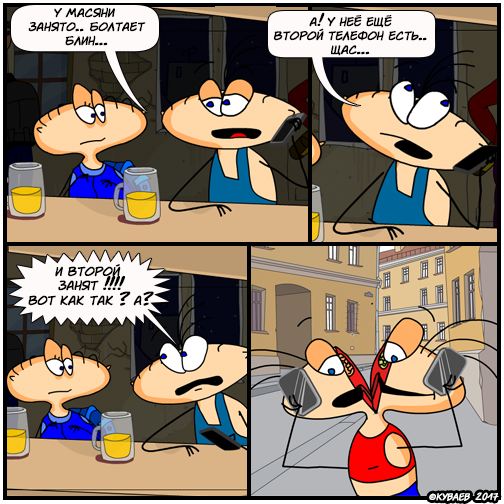 У МАСЯНИ
ЗАНЯТО.. БОЛТАЕТ
БЛИН...
А! У НЕЁ ЕЩЁ
ВТОРОЙ ТЕЛЕФОН ЕСТЬ..
ЩАС...
И ВТОРОЙ
ЗАНЯТ !!!!
ВОТ КАК ТАК ? А?
©КУВАЕВ 2017